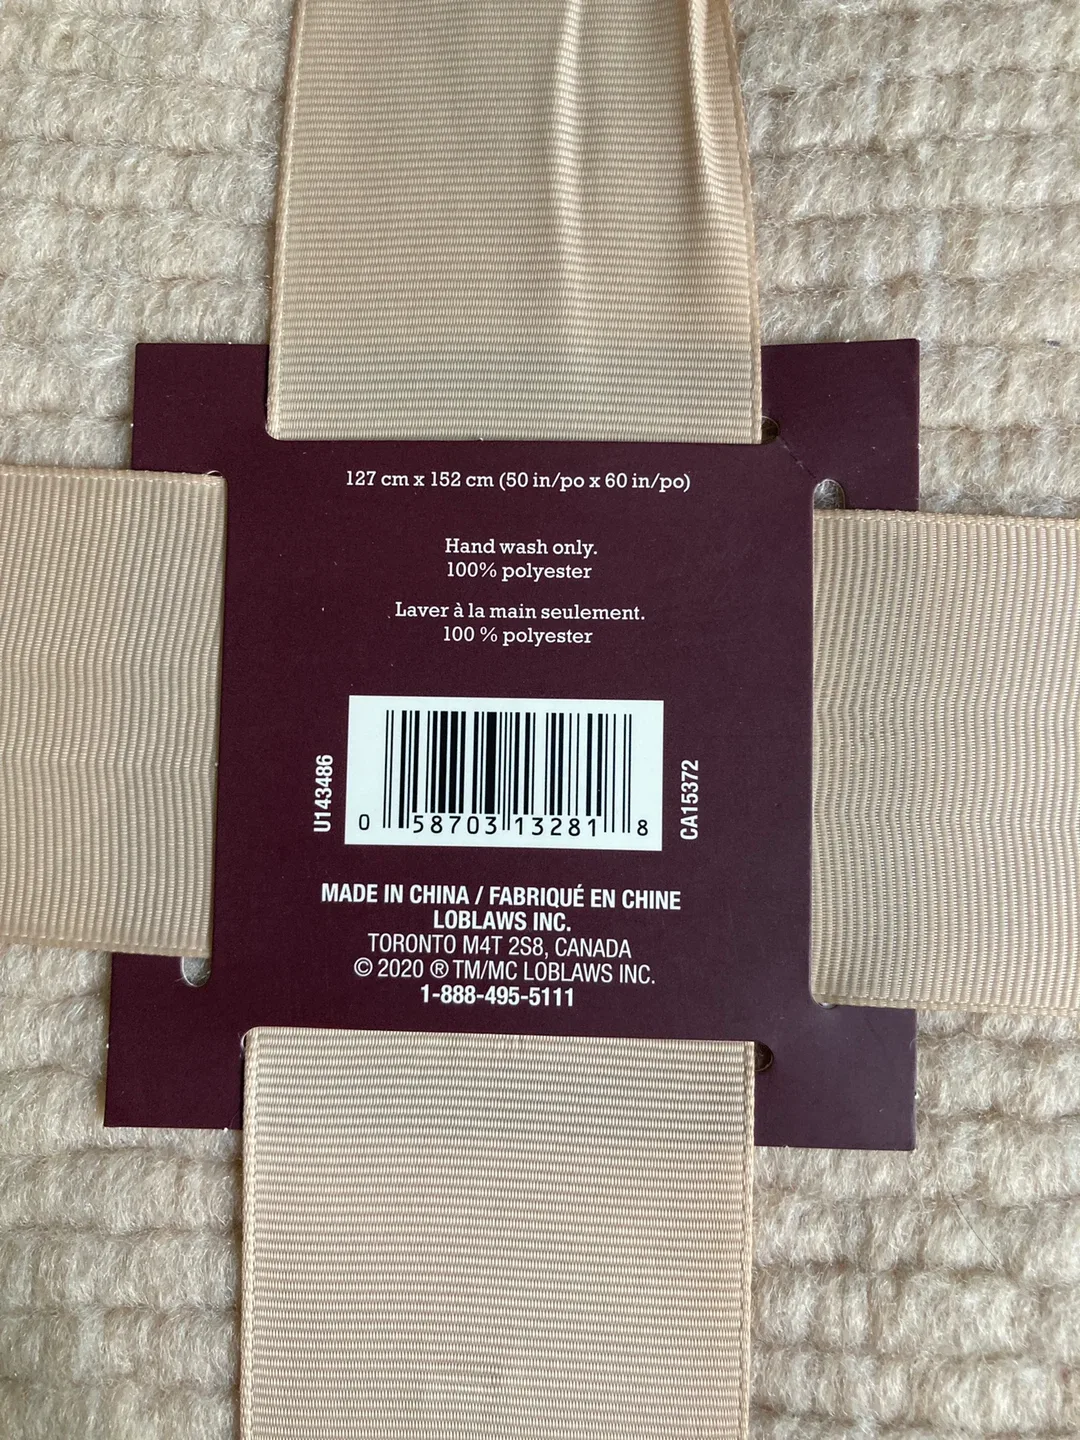 127 cm x 152 cm (50 in/po x 60 in/po)
Hand wash only.
100% polyester
Laver à la main seulement.
100 % polyester
U143486
0 58703 13281 8
CA15372
MADE IN CHINA / FABRIQUÉ EN CHINE
LOBLAWS INC.
TORONTO M4T 2S8, CANADA
© 2020 ® TM/MC LOBLAWS INC.
1-888-495-5111